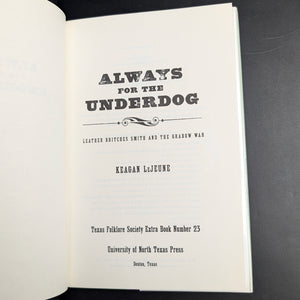 ALWAYS
FOR THE
UNDERDOG
LEATHER BRITCHES SMITH AND THE GRABOW WAR
KEAGAN LEJEUNE
Texas Folklore Society Extra Book Number 23
University of North Texas Press
Denton, Texas